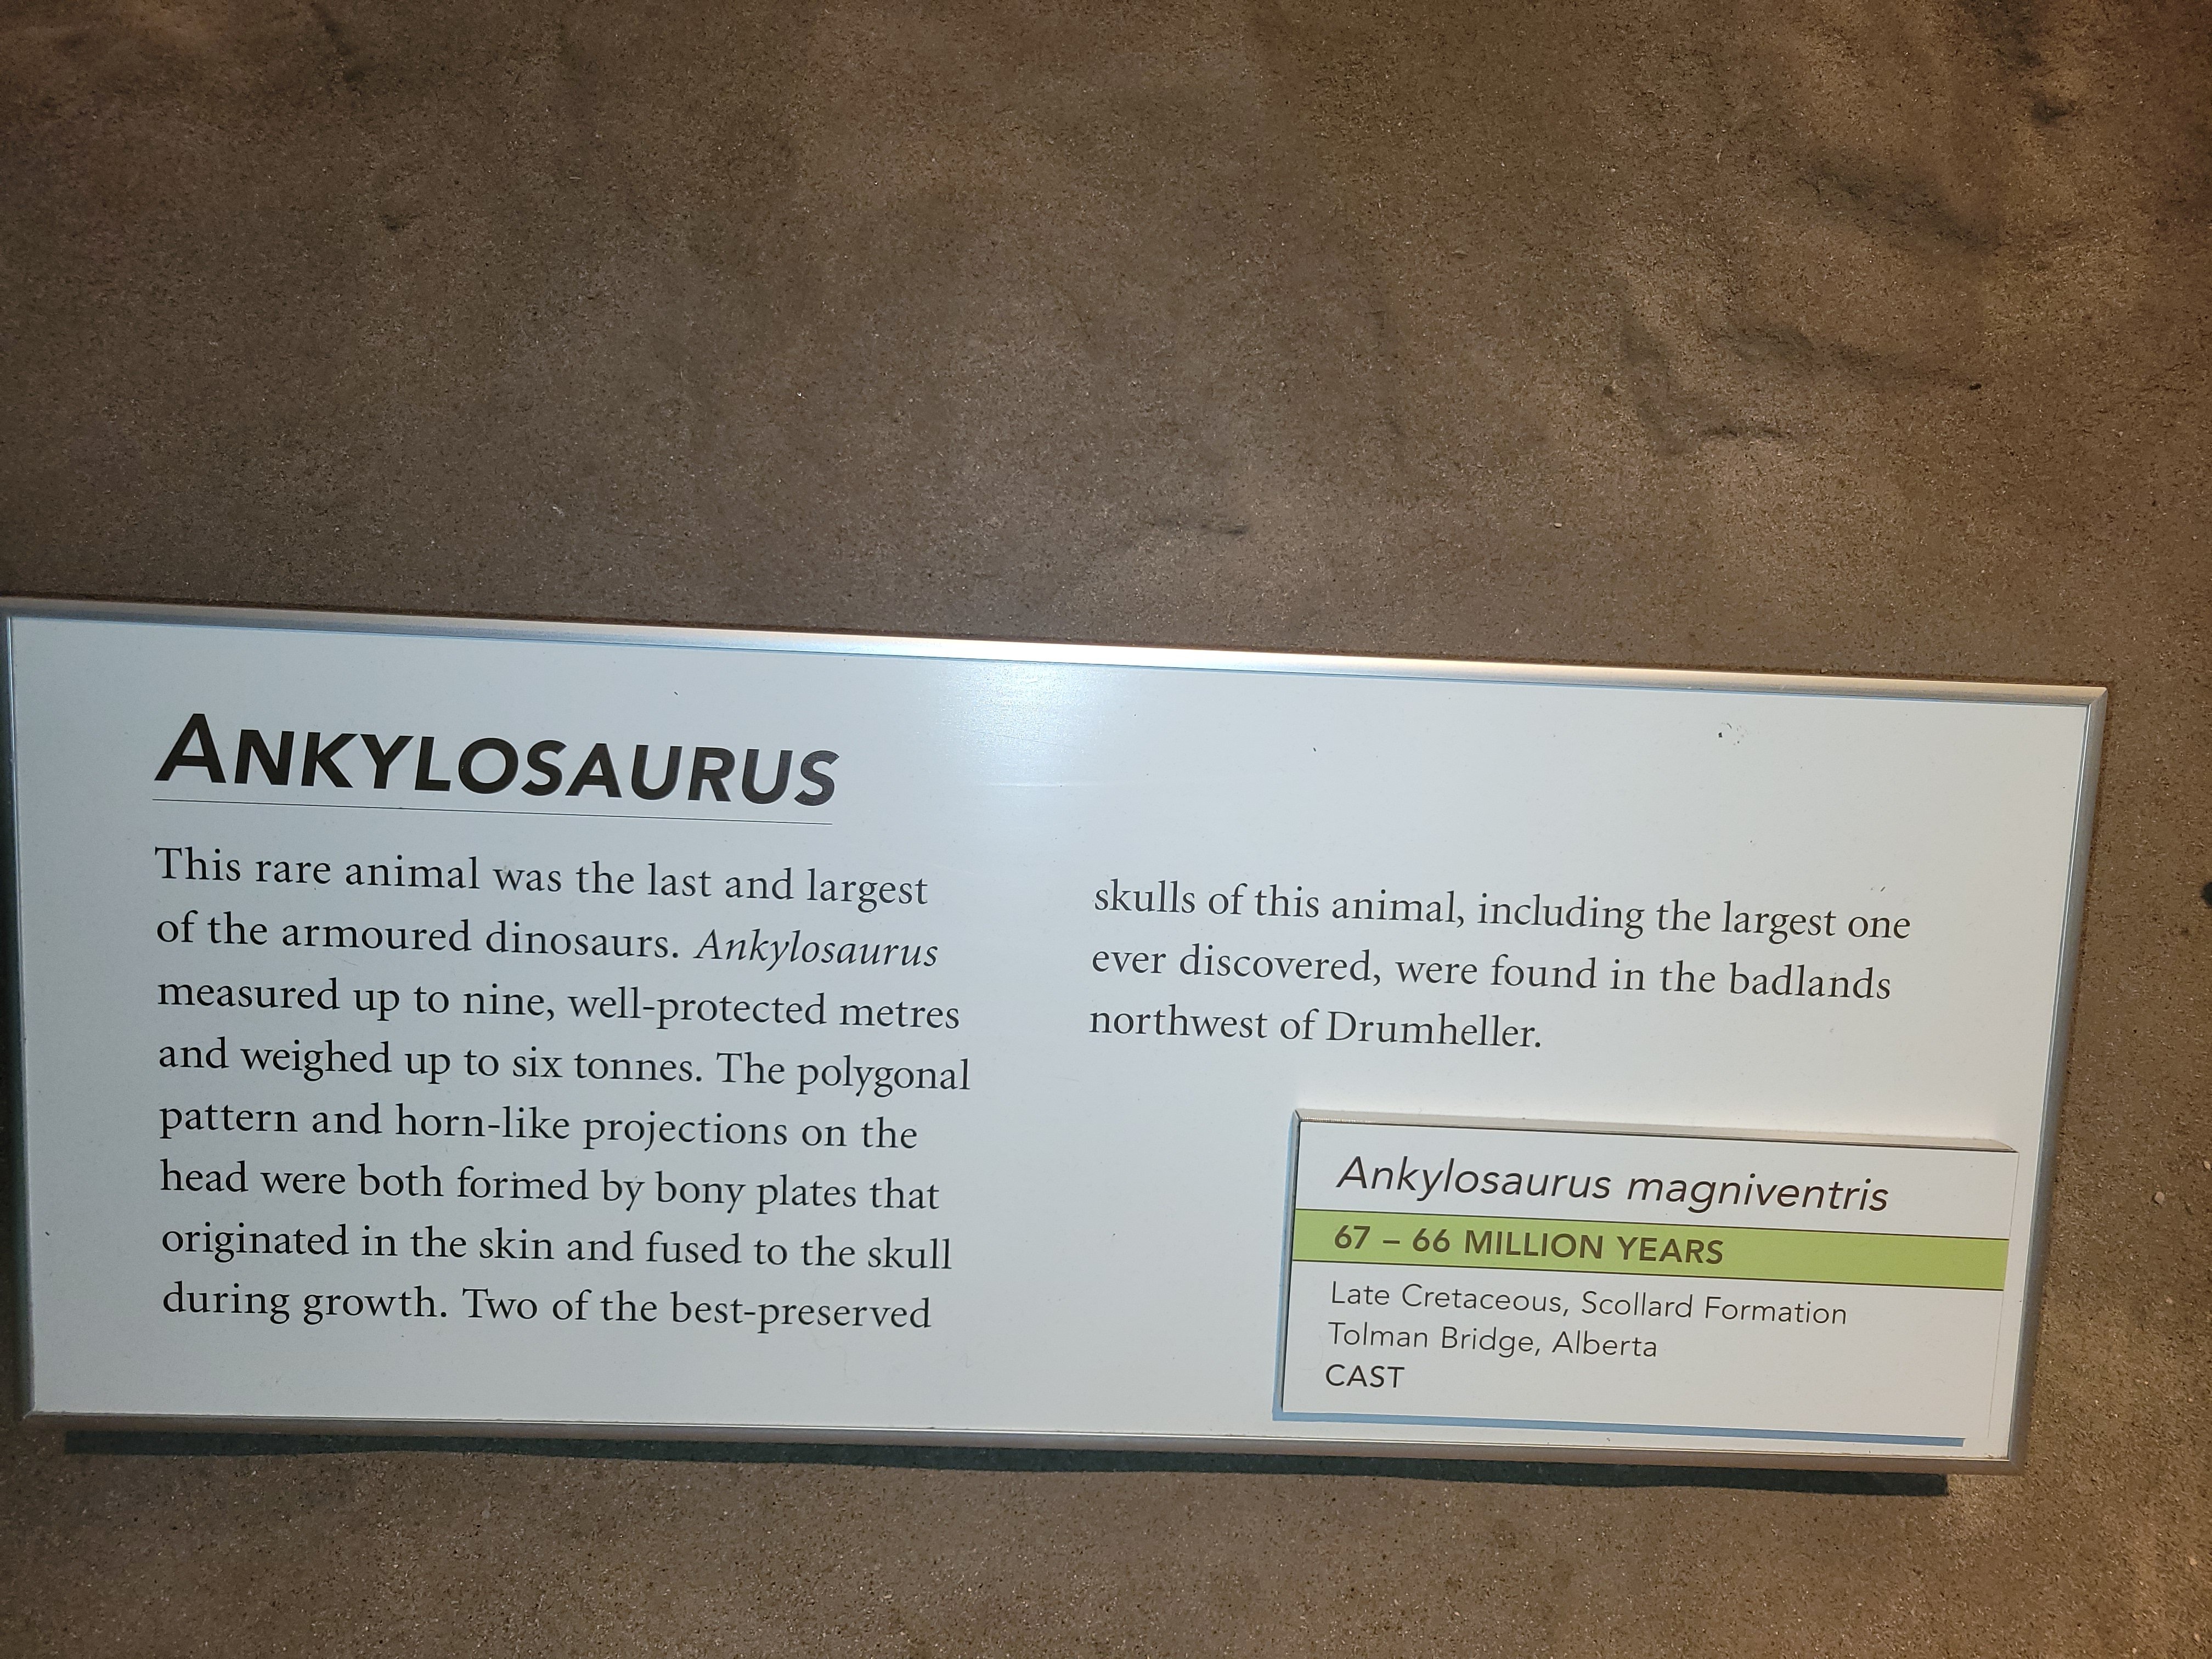 ANKYLOSAURUS
This rare animal was the last and largest
of the armoured dinosaurs. Ankylosaurus
measured up to nine, well-protected metres
and weighed up to six tonnes. The polygonal
pattern and horn-like projections on the
head were both formed by bony plates that
originated in the skin and fused to the skull
during growth. Two of the best-preserved
skulls of this animal, including the largest one
ever discovered, were found in the badlands
northwest of Drumheller.
Ankylosaurus magniventris
67 – 66 MILLION YEARS
Late Cretaceous, Scollard Formation
Tolman Bridge, Alberta
CAST